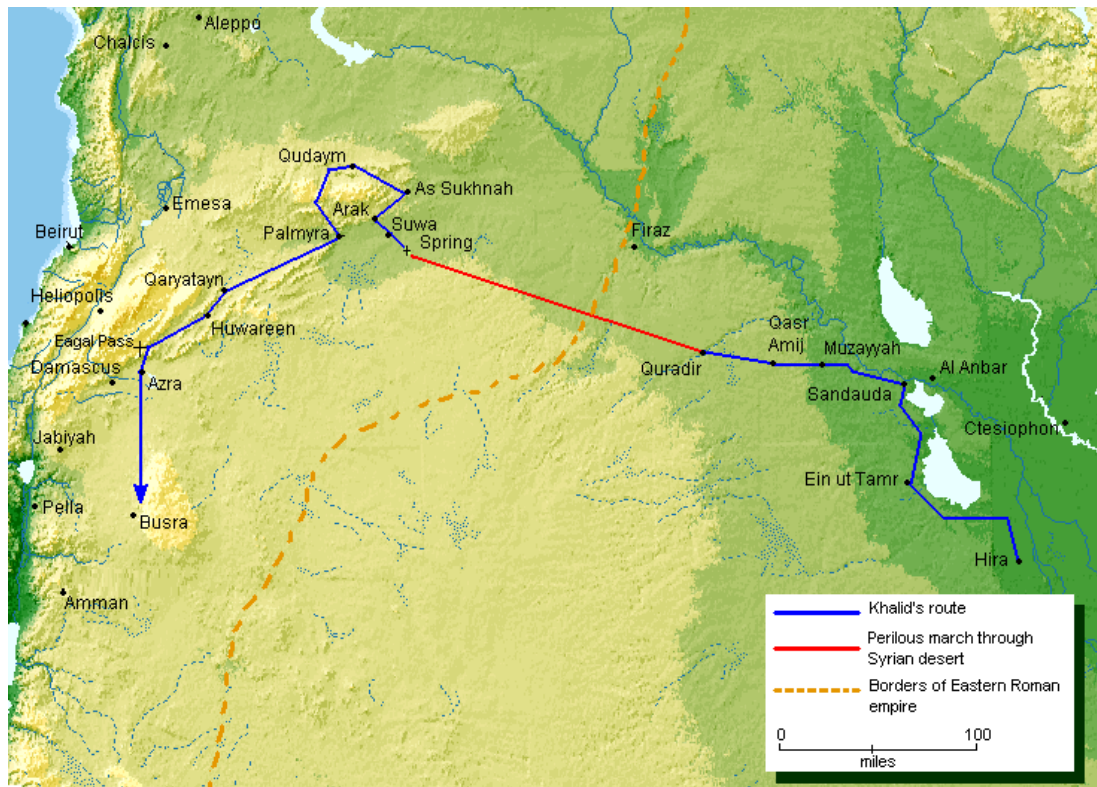 Aleppo
Chalcis
Qudaym
As Sukhnah
Emesa
Arak
Suwa
Beirut
Palmyra
Spring
Firaz
Qaryatayn
Heliopolis
Huwareen
Qasr
Amij
Eagal Pass
Muzayyah
Damascus
Azra
Quradir
Al Anbar
Sandauda
Jabiyah
Ctesiophon
Ein ut Tamr
Pella
Busra
Hira
Amman
Khalid's route
Perilous march through
Syrian desert
Borders of Eastern Roman
empire
0 100
miles